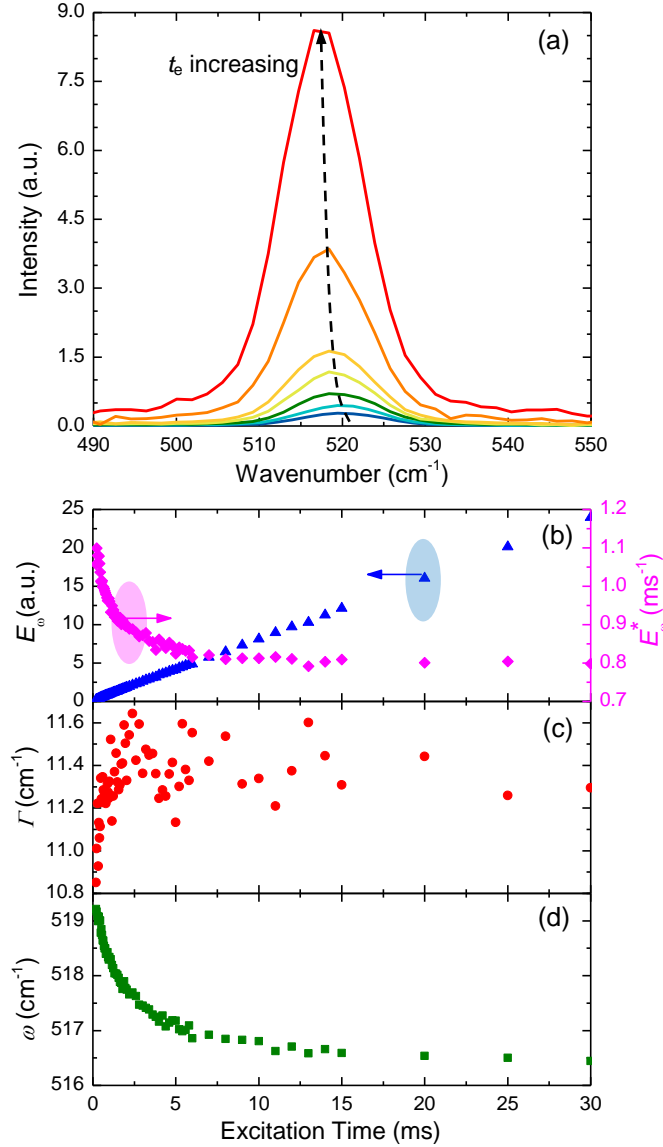 (a)
tₑ increasing
Intensity (a.u.)
9.0
7.5
6.0
4.5
3.0
1.5
0.0
490 500 510 520 530 540 550
Wavenumber (cm⁻¹)
(b)
E_ω (a.u.)
25
20
15
10
5
0
1.2
1.1
1.0
0.9
0.8
0.7
E*_ω (ms⁻¹)
(c)
Γ (cm⁻¹)
11.6
11.4
11.2
11.0
10.8
(d)
ω (cm⁻¹)
519
518
517
516
0 5 10 15 20 25 30
Excitation Time (ms)